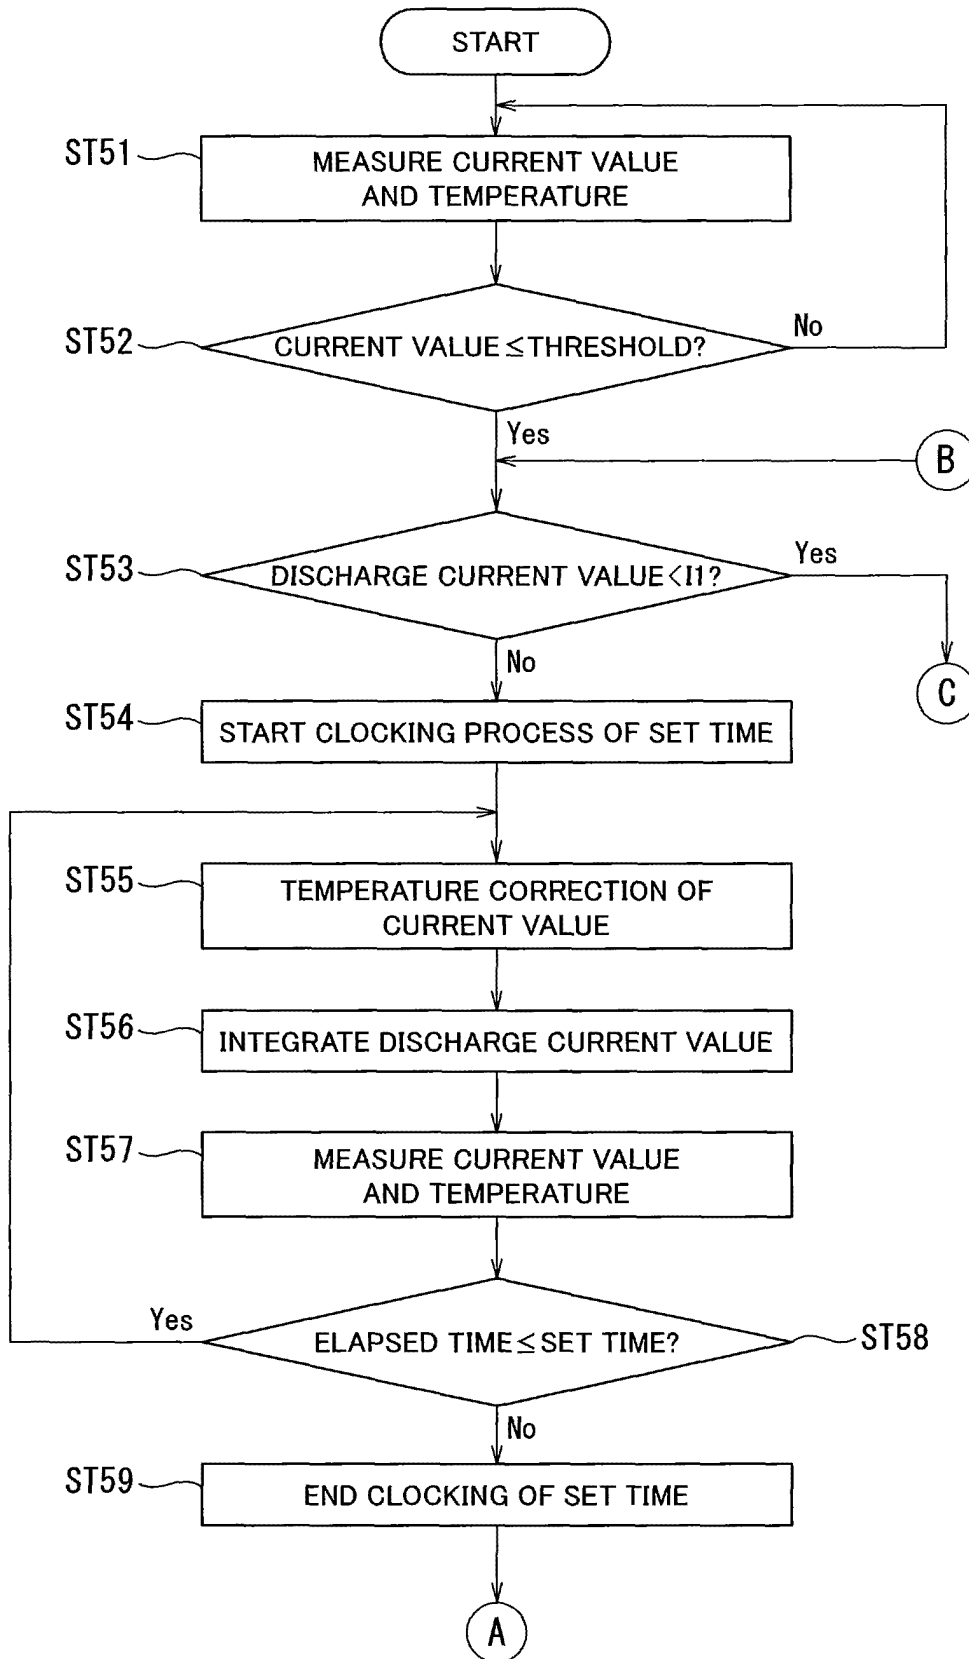 START
ST51
MEASURE CURRENT VALUE
AND TEMPERATURE
ST52
CURRENT VALUE≦THRESHOLD?
No
Yes
B
ST53
DISCHARGE CURRENT VALUE<I1?
Yes
No
C
ST54
START CLOCKING PROCESS OF SET TIME
ST55
TEMPERATURE CORRECTION OF
CURRENT VALUE
ST56
INTEGRATE DISCHARGE CURRENT VALUE
ST57
MEASURE CURRENT VALUE
AND TEMPERATURE
Yes
ELAPSED TIME≦SET TIME?
ST58
No
ST59
END CLOCKING OF SET TIME
A